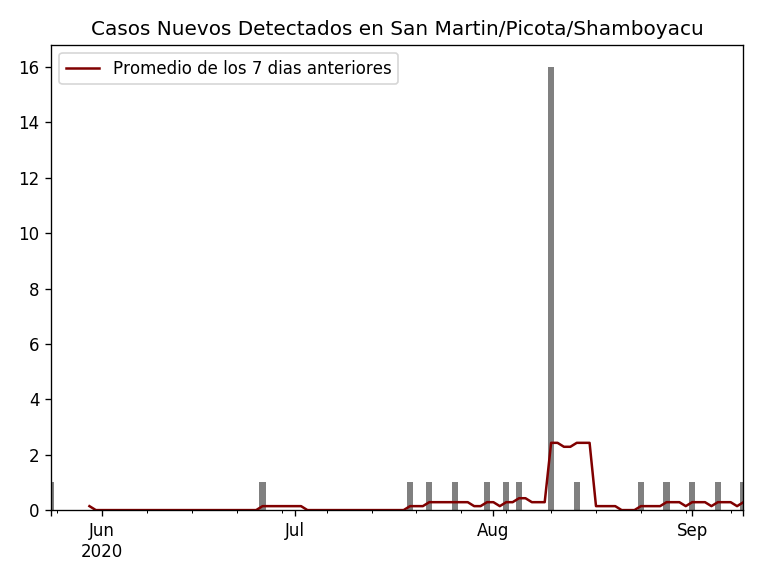 Casos Nuevos Detectados en San Martin/Picota/Shamboyacu
Promedio de los 7 dias anteriores
16
14
12
10
8
6
4
2
0
Jun
2020
Jul
Aug
Sep